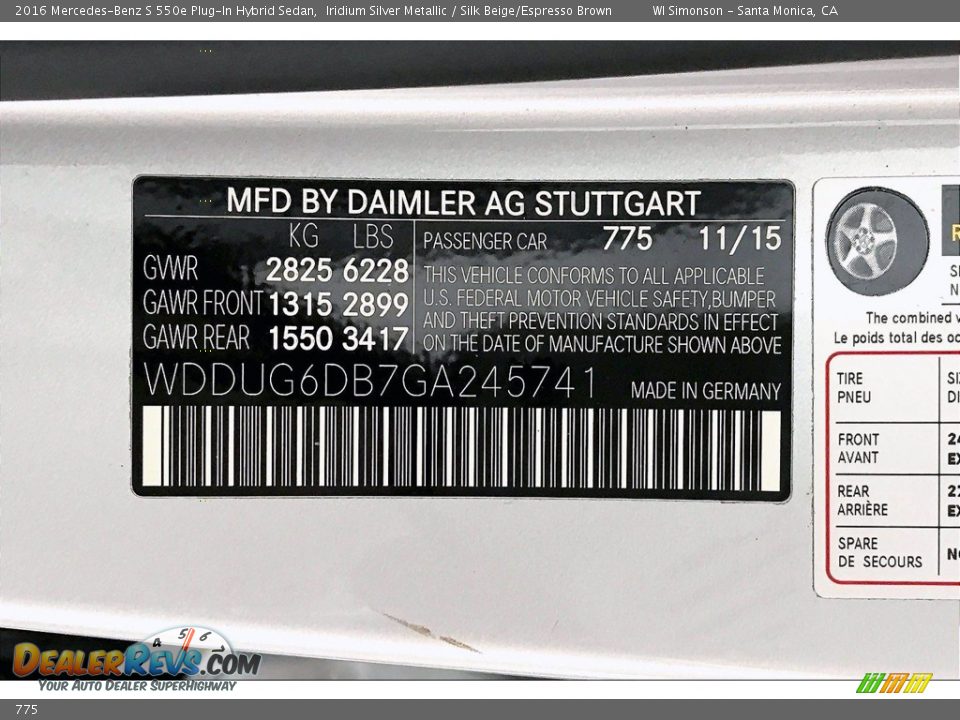 2016 Mercedes-Benz S 550e Plug-In Hybrid Sedan,  Iridium Silver Metallic / Silk Beige/Espresso Brown WI Simonson - Santa Monica, CA
MFD BY DAIMLER AG STUTTGART
KG LBS
GVWR 2825 6228
GAWR FRONT 1315 2899
GAWR REAR 1550 3417
PASSENGER CAR 775 11/15
THIS VEHICLE CONFORMS TO ALL APPLICABLE
U.S. FEDERAL MOTOR VEHICLE SAFETY,BUMPER
AND THEFT PREVENTION STANDARDS IN EFFECT
ON THE DATE OF MANUFACTURE SHOWN ABOVE
WDDUG6DB7GA245741 MADE IN GERMANY
The combined
Le poids total des
TIRE
PNEU
FRONT
AVANT
REAR
ARRIÈRE
SPARE
DE SECOURS
4 5 6
DEALERREVS.COM
YOUR AUTO DEALER SUPERHIGHWAY
775